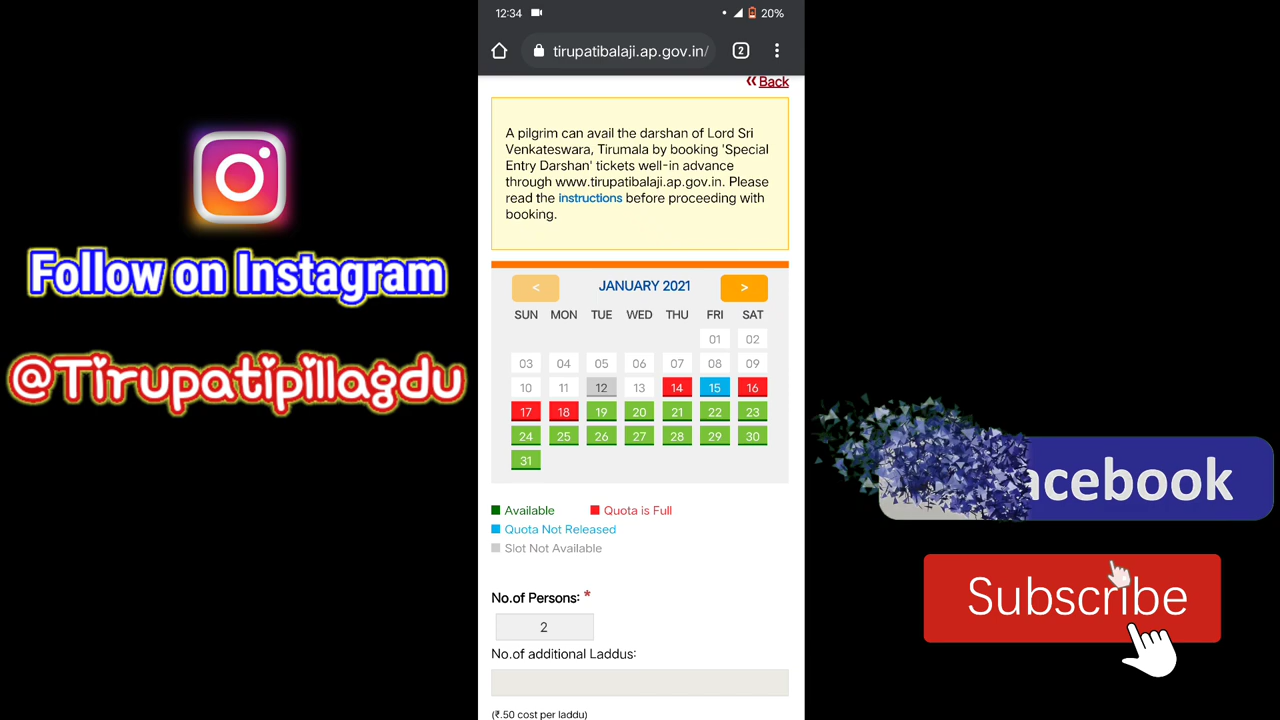 12:34
20%
tirupatibalaji.ap.gov.in/
2
« Back
A pilgrim can avail the darshan of Lord Sri
Venkateswara, Tirumala by booking 'Special
Entry Darshan' tickets well-in advance
through www.tirupatibalaji.ap.gov.in. Please
read the instructions before proceeding with
booking.
< JANUARY 2021 >
SUN MON TUE WED THU FRI SAT
01 02
03 04 05 06 07 08 09
10 11 12 13 14 15 16
17 18 19 20 21 22 23
24 25 26 27 28 29 30
31
Available Quota is Full
Quota Not Released
Slot Not Available
No.of Persons: *
2
No.of additional Laddus:
(₹.50 cost per laddu)
Follow on Instagram
@Tirupatipillagdu
acebook
Subscribe